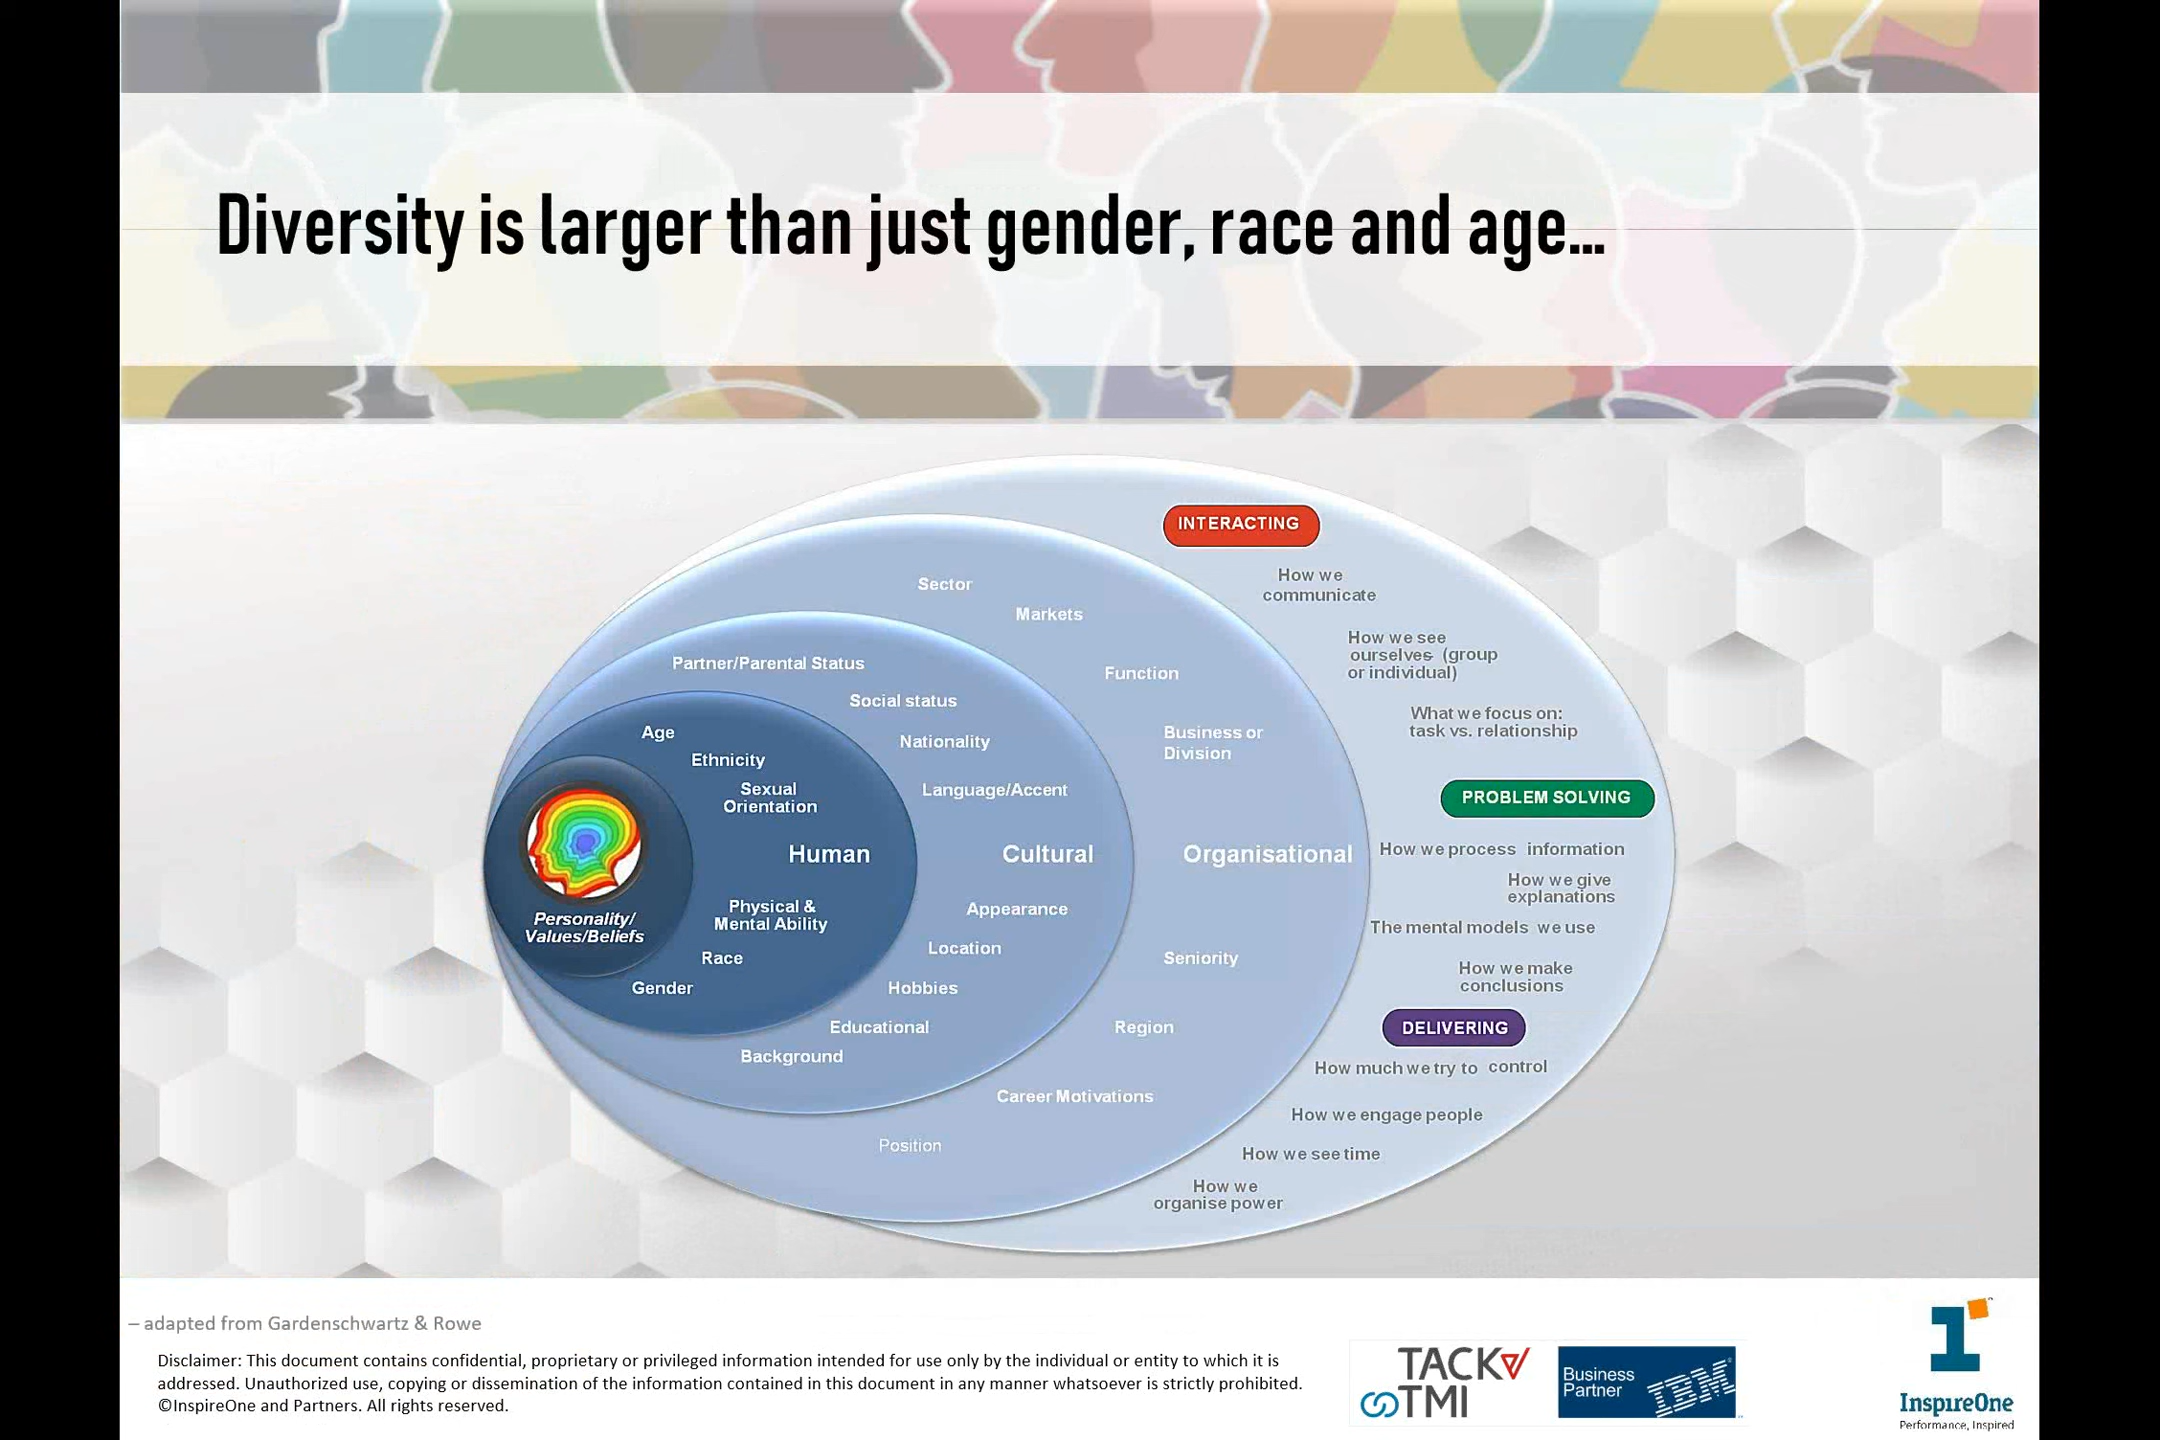 Diversity is larger than just gender, race and age...
INTERACTING
How we
communicate
How we see
ourselves (group
or individual)
What we focus on:
task vs. relationship
PROBLEM SOLVING
How we process information
How we give
explanations
The mental models we use
How we make
conclusions
DELIVERING
How much we try to control
How we engage people
How we see time
How we
organise power
Sector
Markets
Function
Business or
Division
Organisational
Seniority
Region
Career Motivations
Position
Partner/Parental Status
Social status
Nationality
Language/Accent
Cultural
Appearance
Location
Hobbies
Educational
Background
Age
Ethnicity
Sexual
Orientation
Human
Physical &
Mental Ability
Race
Gender
Personality/
Values/Beliefs
– adapted from Gardenschwartz & Rowe
Disclaimer: This document contains confidential, proprietary or privileged information intended for use only by the individual or entity to which it is
addressed. Unauthorized use, copying or dissemination of the information contained in this document in any manner whatsoever is strictly prohibited.
©InspireOne and Partners. All rights reserved.
TACK
TMI
Business
Partner
IBM
InspireOne
Performance, Inspired